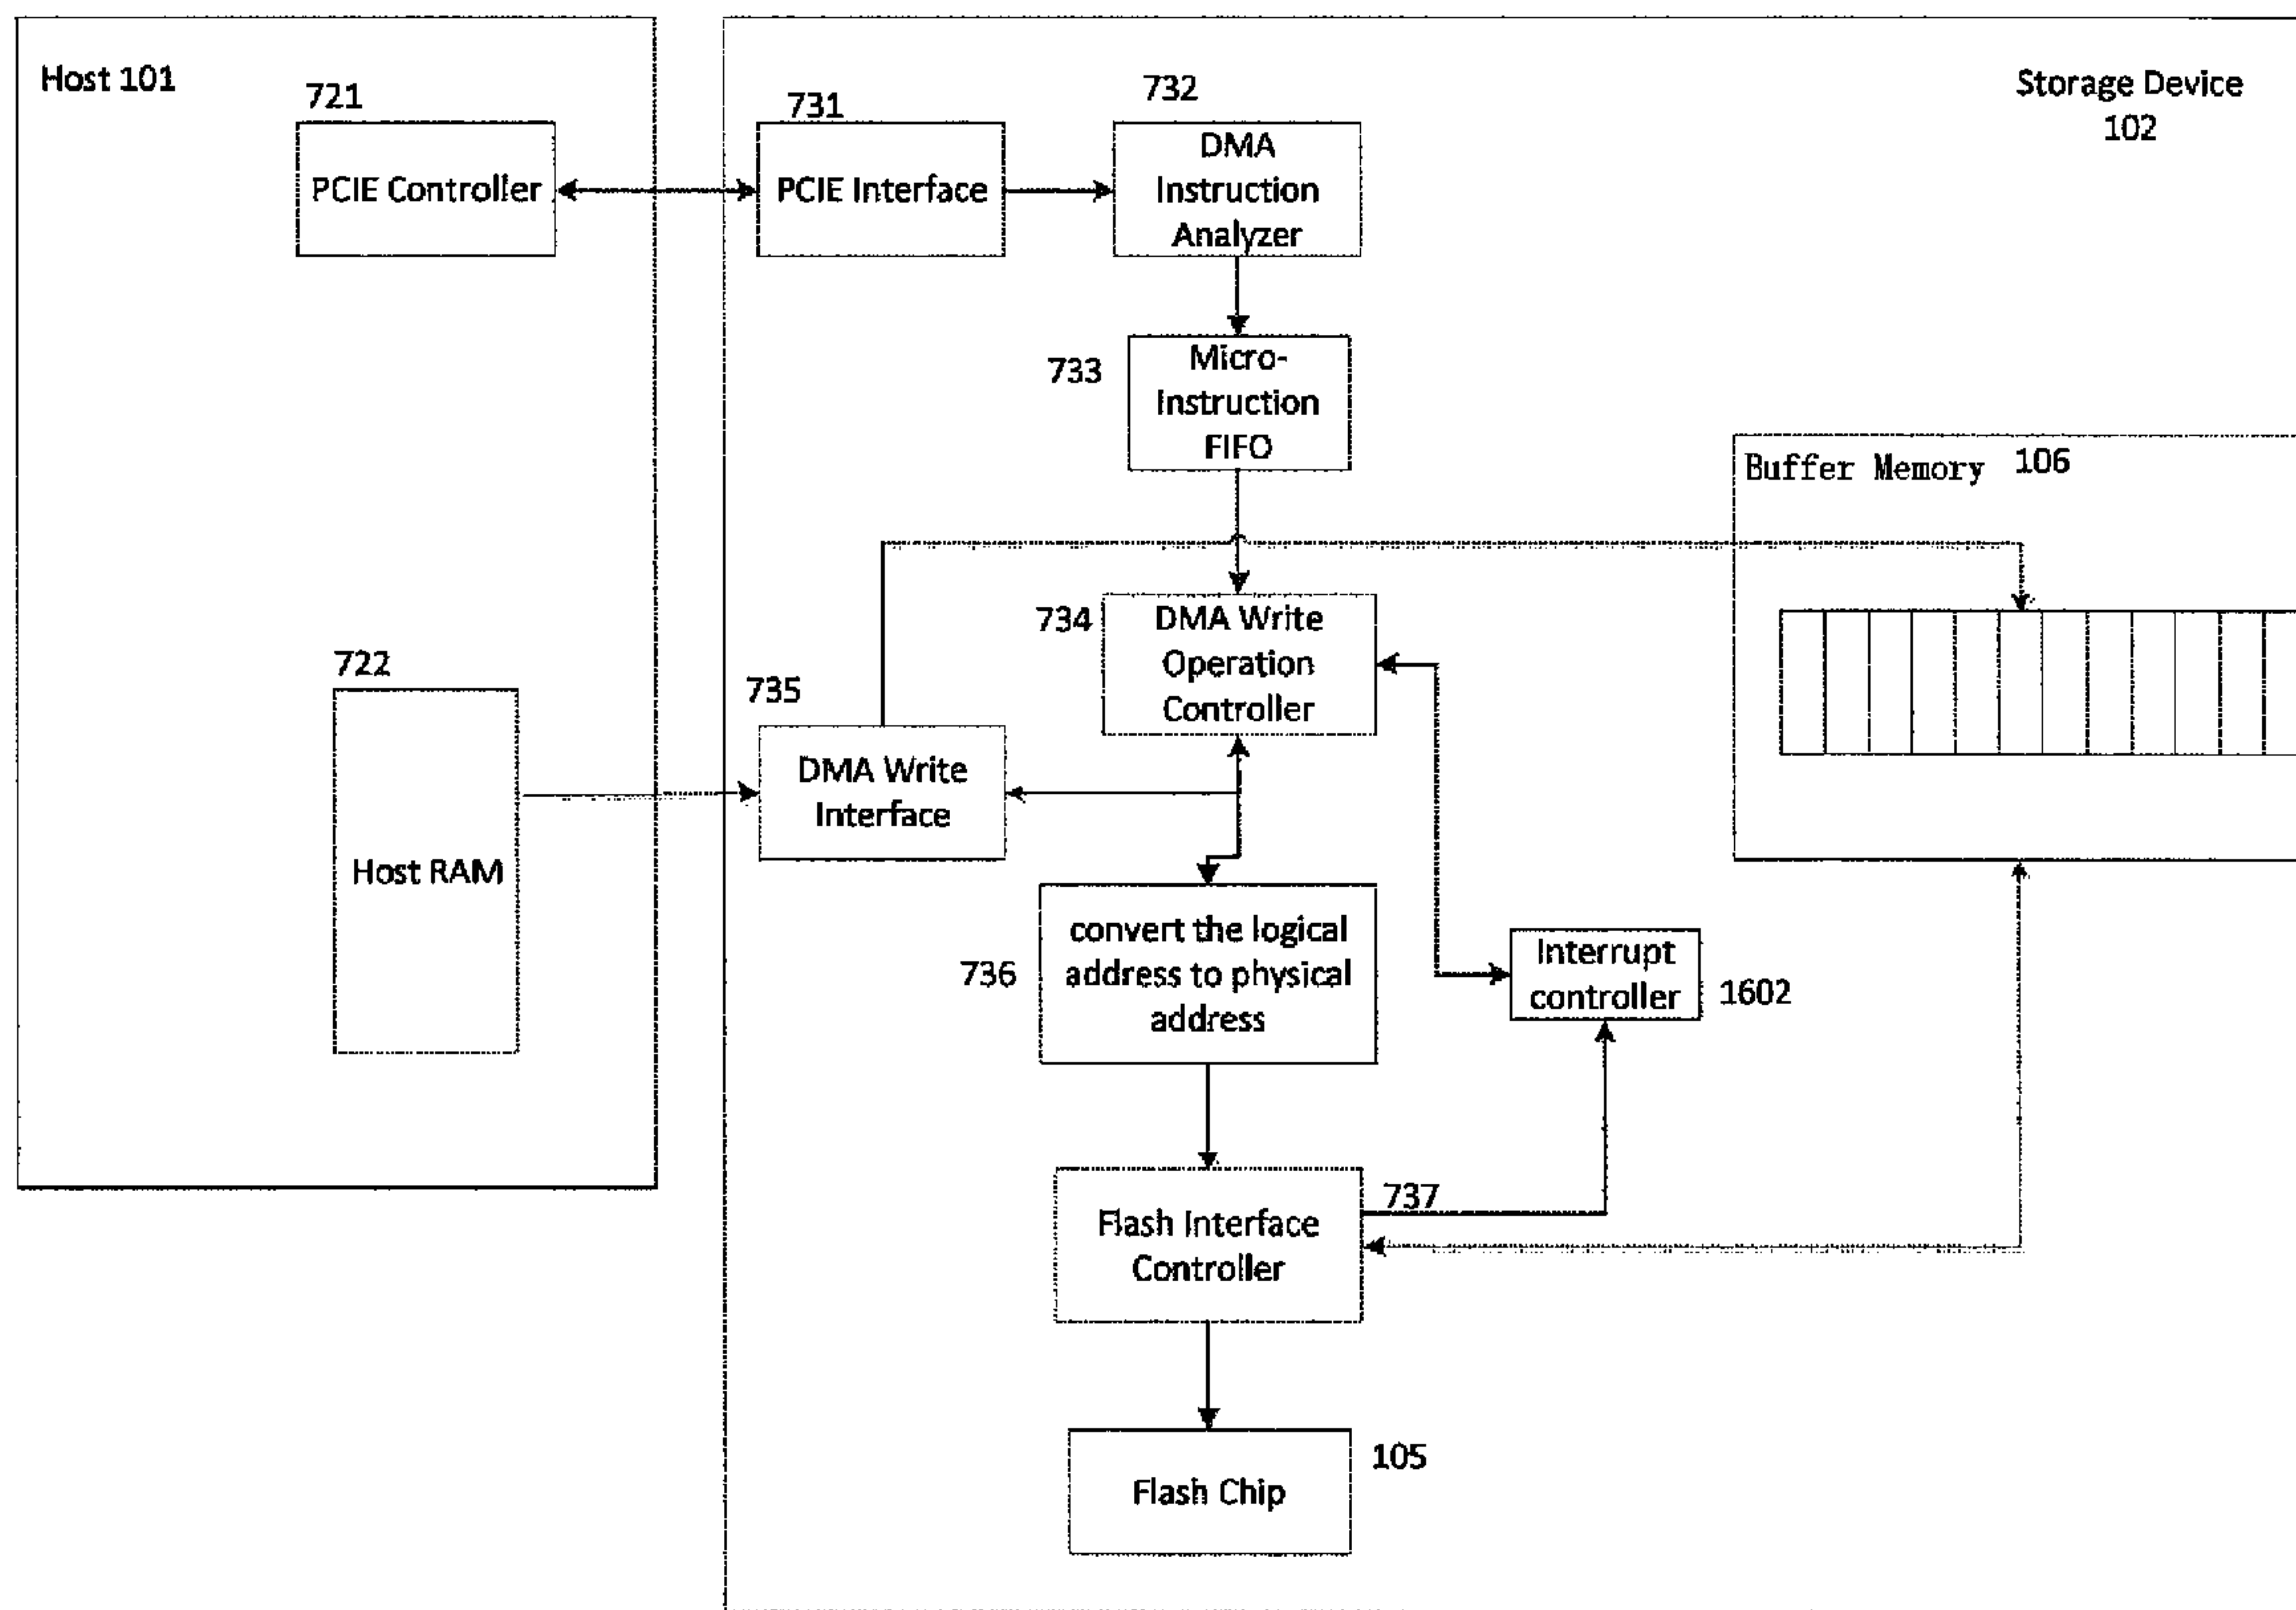 Host 101
721
PCIE Controller
722
Host RAM
Storage Device
102
731
PCIE Interface
732
DMA
Instruction
Analyzer
733
Micro-
Instruction
FIFO
Buffer Memory 106
734
DMA Write
Operation
Controller
735
DMA Write
Interface
736
convert the logical
address to physical
address
Interrupt
controller
1602
737
Flash Interface
Controller
105
Flash Chip